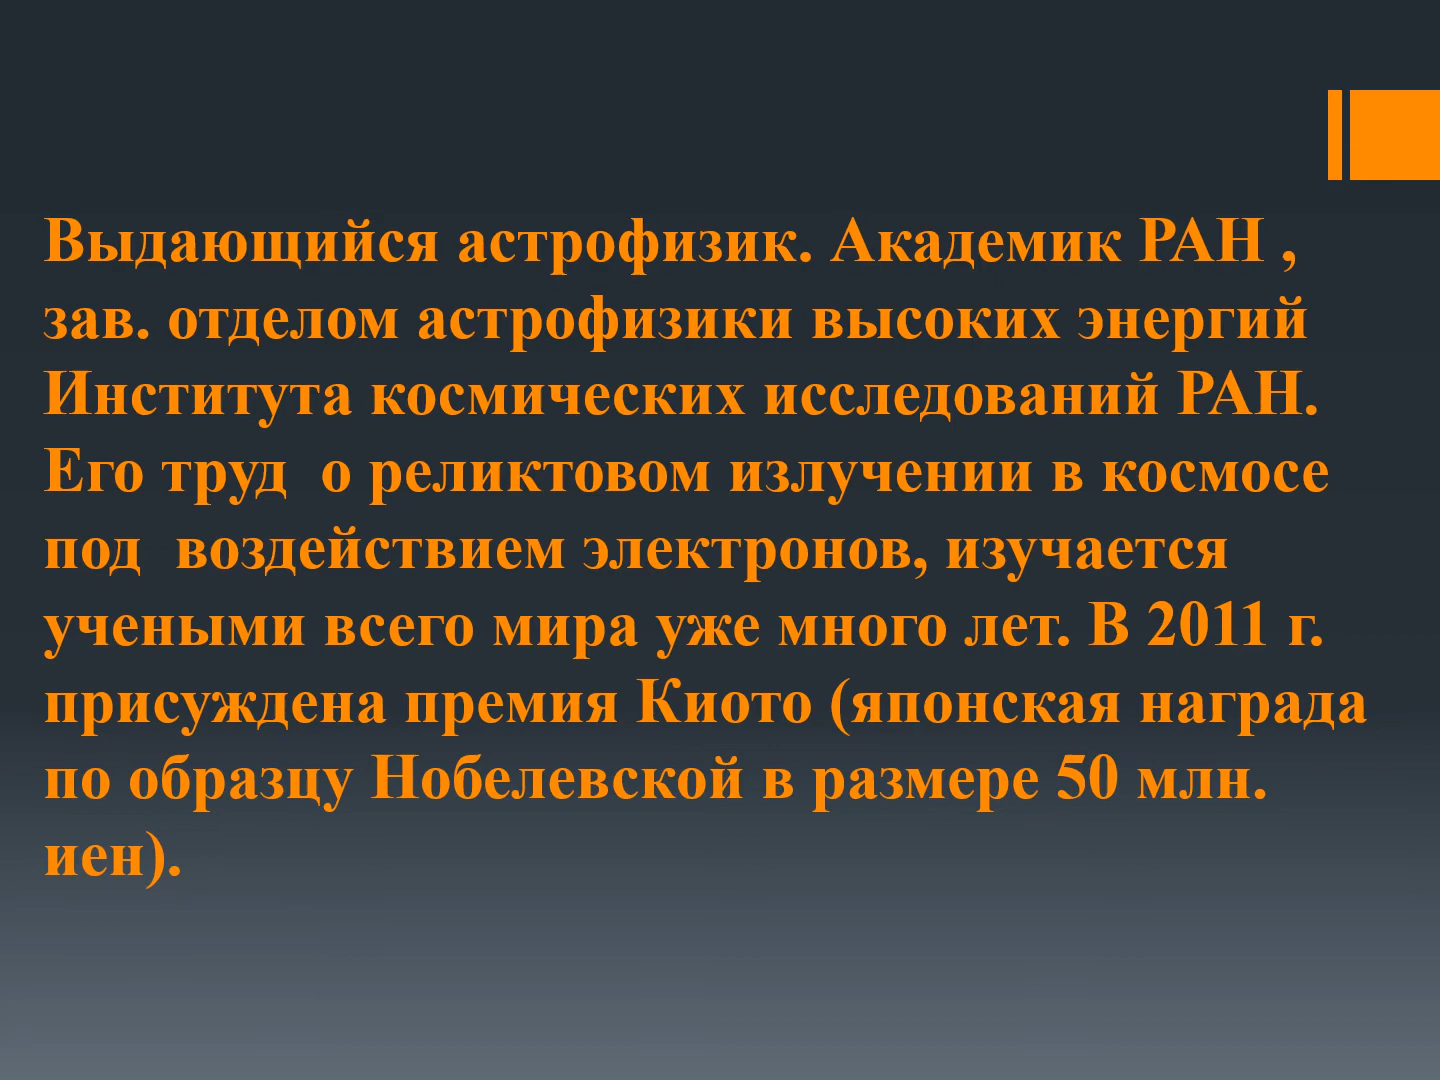 Выдающийся астрофизик. Академик РАН ,
зав. отделом астрофизики высоких энергий
Института космических исследований РАН.
Его труд  о реликтовом излучении в космосе
под  воздействием электронов, изучается
учеными всего мира уже много лет. В 2011 г.
присуждена премия Киото (японская награда
по образцу Нобелевской в размере 50 млн.
иен).